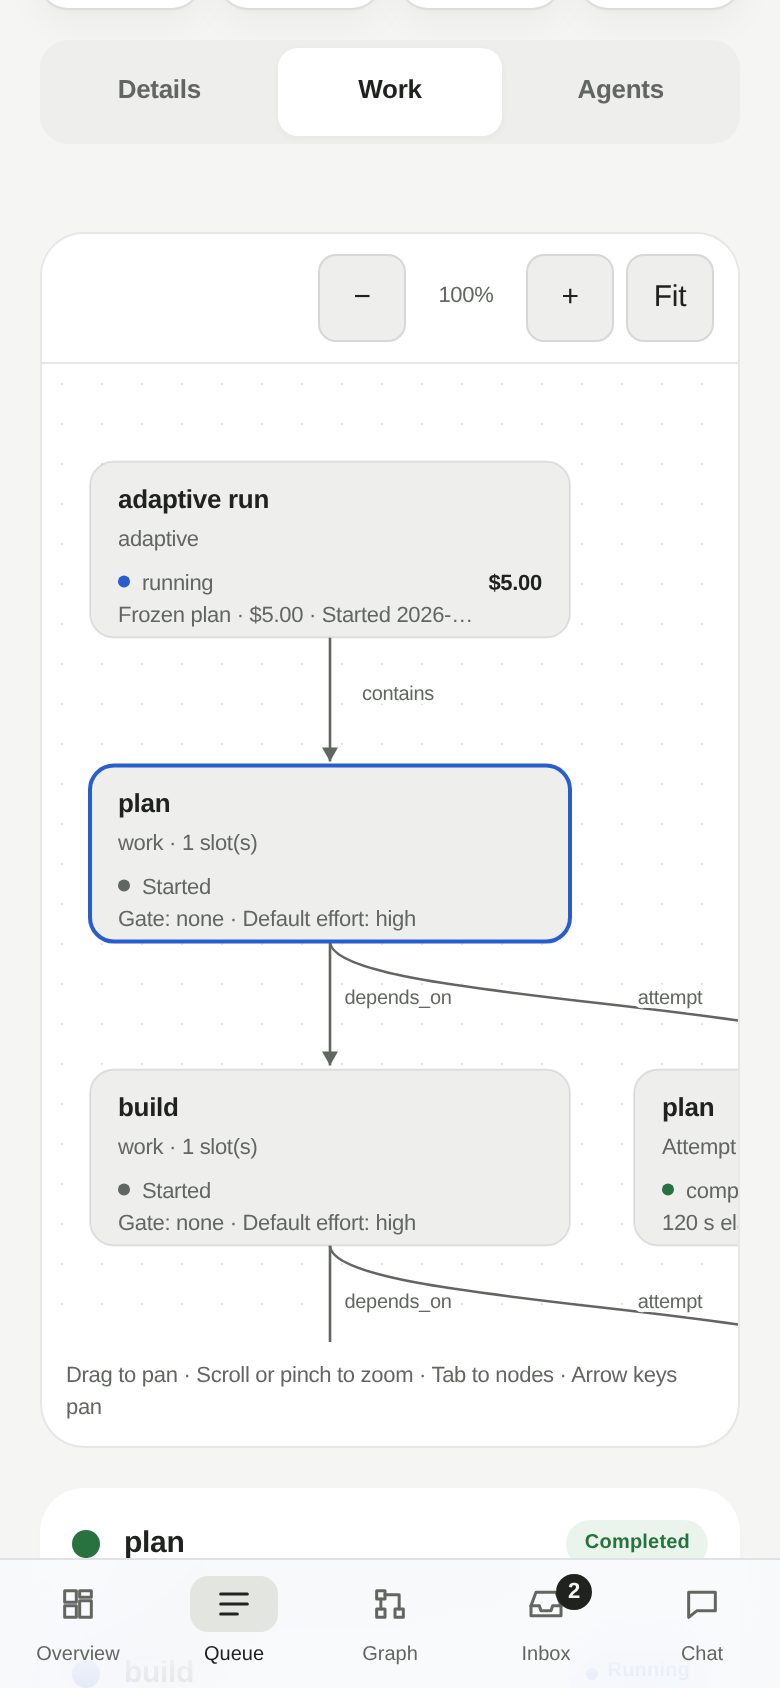 Details
Work
Agents
−
100%
+
Fit
adaptive run
adaptive
running
$5.00
Frozen plan · $5.00 · Started 2026-…
contains
plan
work · 1 slot(s)
Started
Gate: none · Default effort: high
depends_on
attempt
build
work · 1 slot(s)
Started
Gate: none · Default effort: high
plan
Attempt
comp
120 s el
depends_on
attempt
Drag to pan · Scroll or pinch to zoom · Tab to nodes · Arrow keys
pan
plan
Completed
build
Running
2
Overview
Queue
Graph
Inbox
Chat